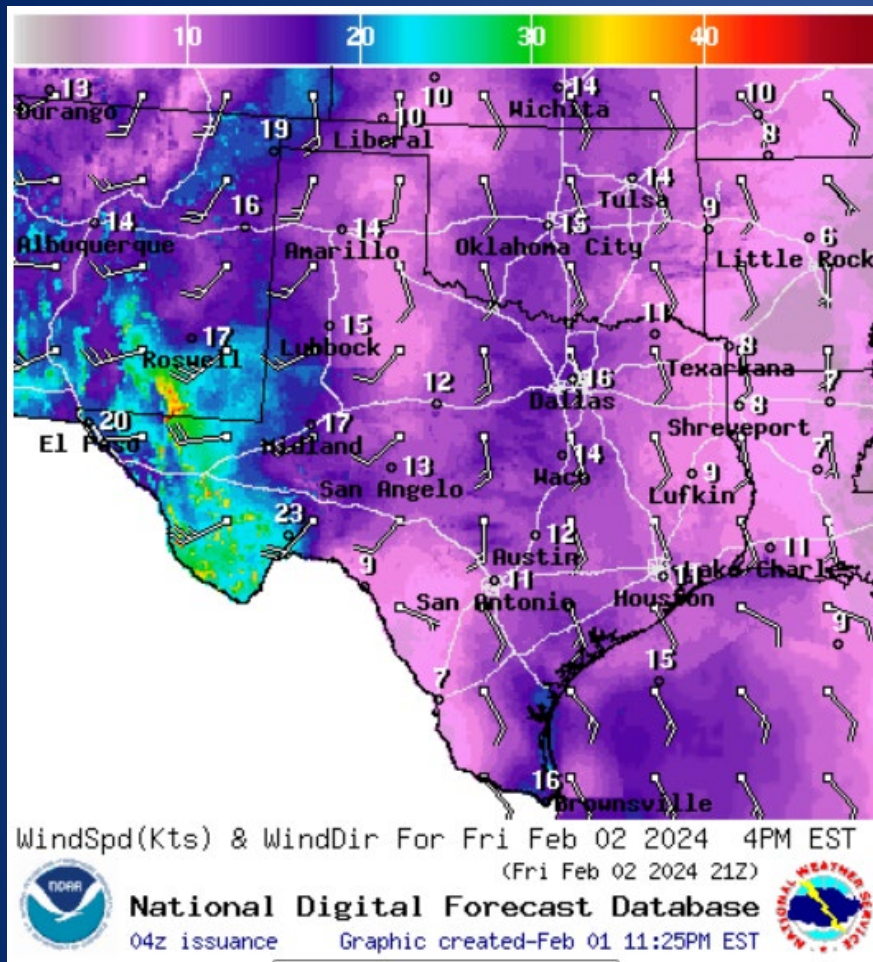 10 20 30 40
13 14 10
Durango 10 Wichita 10
19 10 8
Liberal
14
Tulsa
14 16 14 15 9 6
Albuquerque Amarillo Oklahoma City Little Rock
17 15 11 8
Roswell Lubbock Texarkana
12 16 8 7
Dallas
20 17 Shreveport
El Paso Midland 14 9 7
13 Waco
San Angelo Lufkin
23 12 11
Austin Lake Charles
9 11
San Antonio Houston
9
7 15
16
Brownsville
WindSpd(Kts) & WindDir For Fri Feb 02 2024 4PM EST
(Fri Feb 02 2024 21Z)
NOAA
National Digital Forecast Database
04z issuance Graphic created-Feb 01 11:25PM EST
NATIONAL WEATHER SERVICE